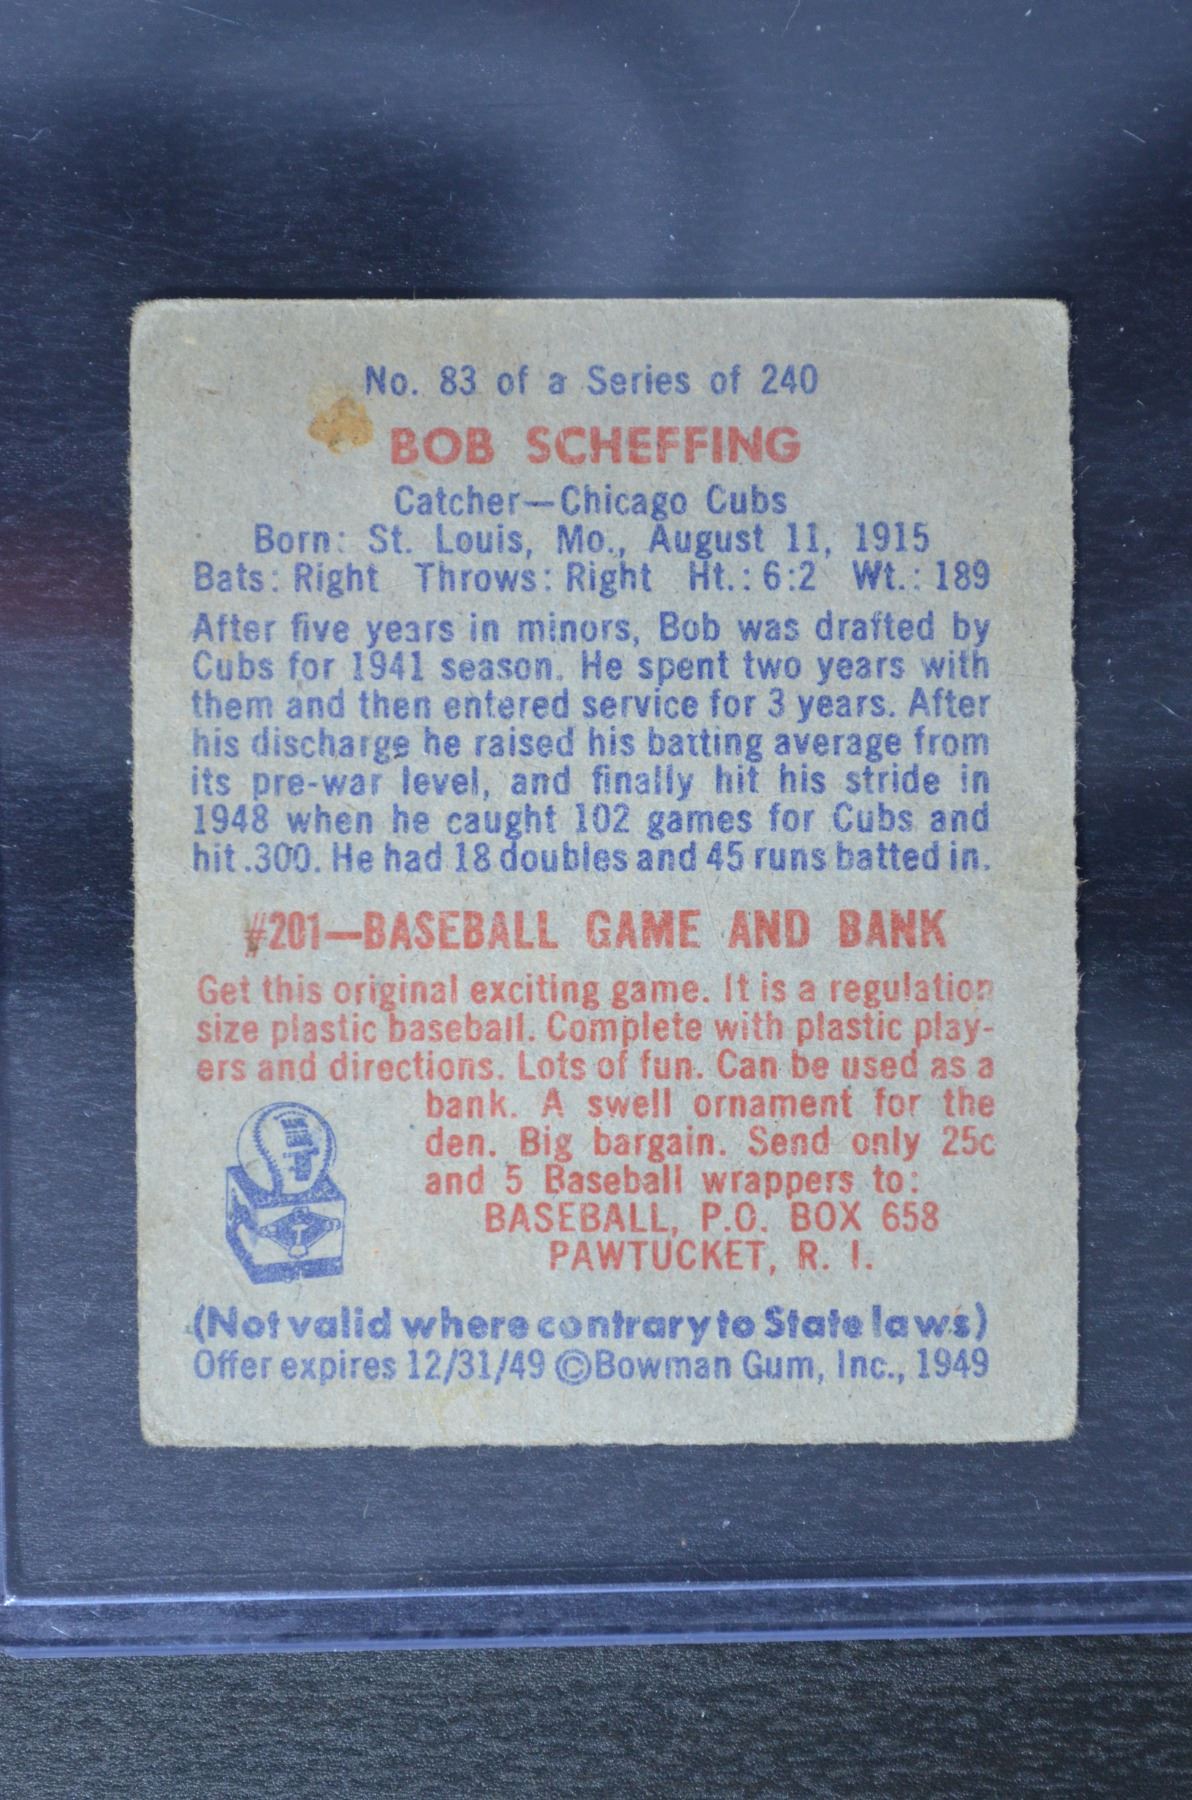 No. 83 of a Series of 240
BOB SCHEFFING
Catcher—Chicago Cubs
Born: St. Louis, Mo., August 11, 1915
Bats: Right Throws: Right Ht.: 6:2 Wt.: 189
After five years in minors, Bob was drafted by
Cubs for 1941 season. He spent two years with
them and then entered service for 3 years. After
his discharge he raised his batting average from
its pre-war level, and finally hit his stride in
1948 when he caught 102 games for Cubs and
hit .300. He had 18 doubles and 45 runs batted in.
#201—BASEBALL GAME AND BANK
Get this original exciting game. It is a regulation
size plastic baseball. Complete with plastic play-
ers and directions. Lots of fun. Can be used as a
bank. A swell ornament for the
den. Big bargain. Send only 25c
and 5 Baseball wrappers to:
BASEBALL, P.O. BOX 658
PAWTUCKET, R. I.
(Not valid where contrary to State laws)
Offer expires 12/31/49 ©Bowman Gum, Inc., 1949